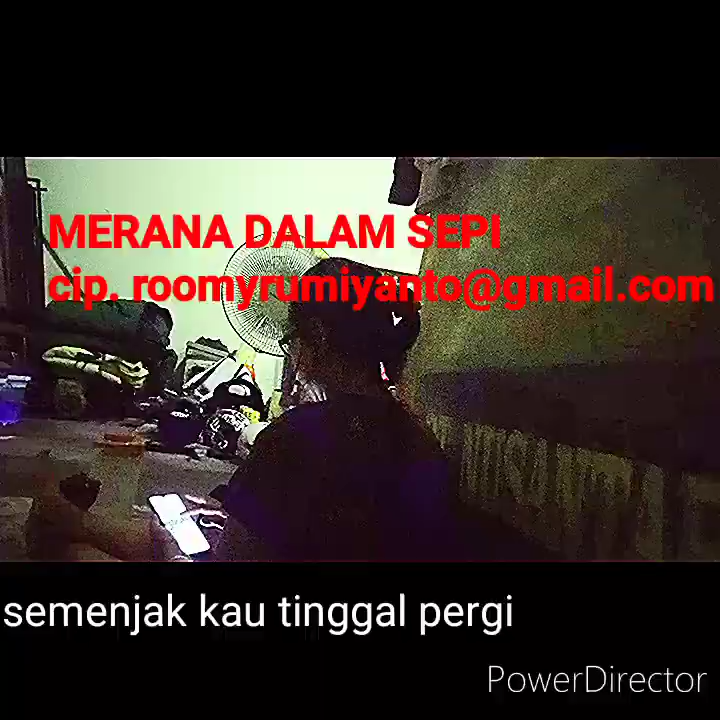 MERANA DALAM SEPI
cip. roomyrumiyanto@gmail.com
semenjak kau tinggal pergi
PowerDirector